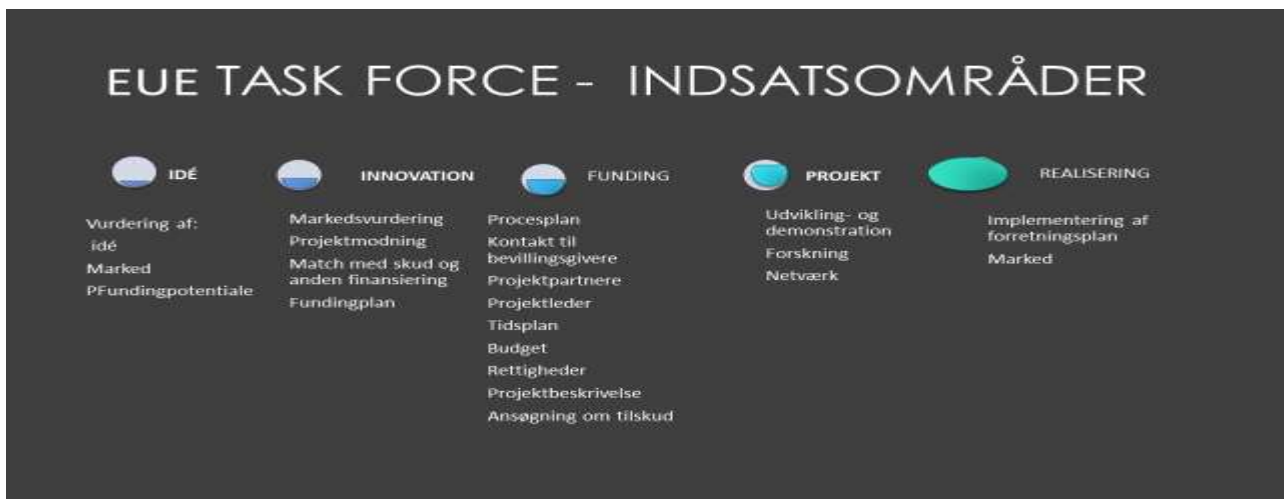 EUE TASK FORCE - INDSATSOMRÅDER
IDÉ
Vurdering af:
idé
Marked
PFundingpotentiale
INNOVATION
Markedsvurdering
Projektmodning
Match med skud og
anden finansiering
Fundingplan
FUNDING
Procesplan
Kontakt til
bevillingsgivere
Projektpartnere
Projektleder
Tidsplan
Budget
Rettigheder
Projektbeskrivelse
Ansøgning om tilskud
PROJEKT
Udvikling- og
demonstration
Forskning
Netværk
REALISERING
Implementering af
forretningsplan
Marked